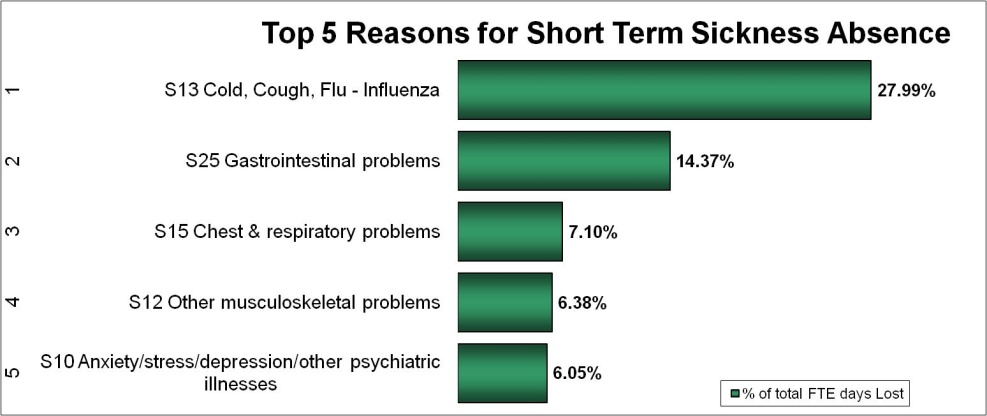 Top 5 Reasons for Short Term Sickness Absence
1 S13 Cold, Cough, Flu - Influenza 27.99%
2 S25 Gastrointestinal problems 14.37%
3 S15 Chest & respiratory problems 7.10%
4 S12 Other musculoskeletal problems 6.38%
5 S10 Anxiety/stress/depression/other psychiatric
illnesses 6.05%
% of total FTE days Lost